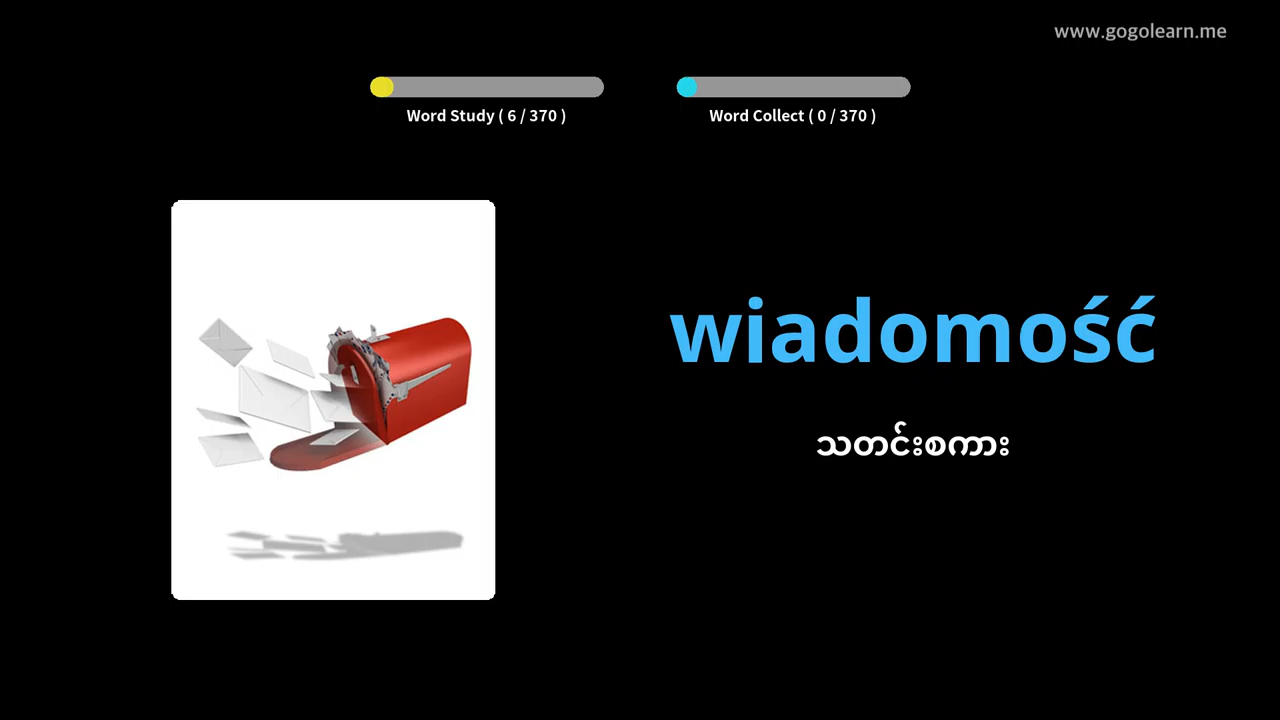 www.gogolearn.me
Word Study ( 6 / 370 )
Word Collect ( 0 / 370 )
wiadomość
သတင်းစကား